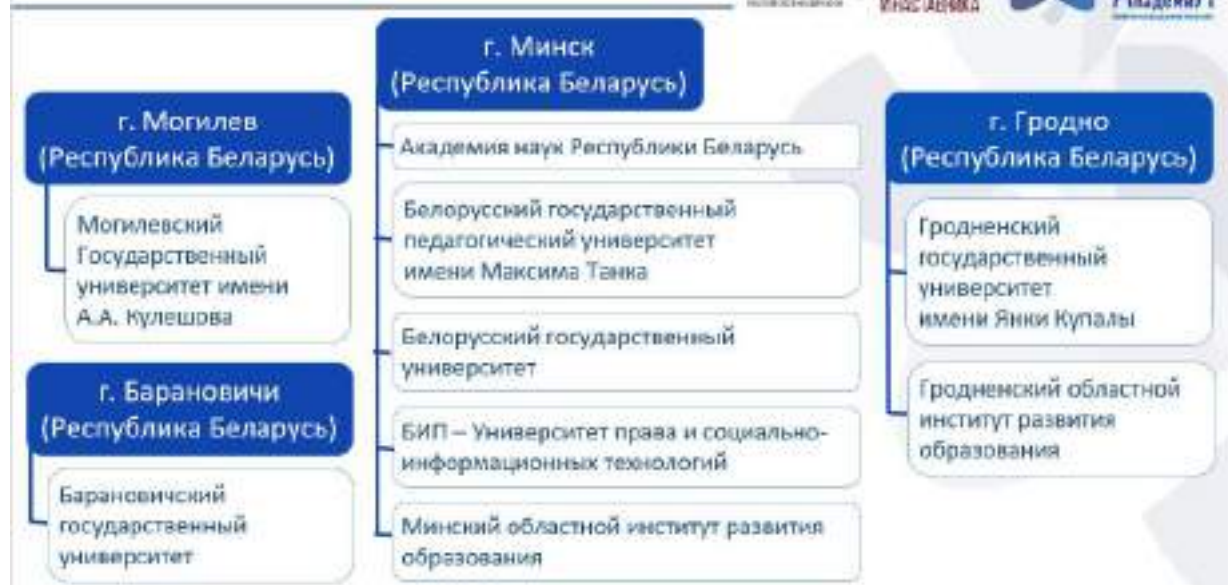 И НАСТАВНИКА
г. Минск
(Республика Беларусь)
Академия наук Республики Беларусь
Белорусский государственный
педагогический университет
имени Максима Танка
Белорусский государственный
университет
БИП – Университет права и социально-
информационных технологий
Минский областной институт развития
образования
г. Могилев
(Республика Беларусь)
Могилевский
Государственный
университет имени
А.А. Кулешова
г. Барановичи
(Республика Беларусь)
Барановичский
государственный
университет
г. Гродно
(Республика Беларусь)
Гродненский
государственный
университет
имени Янки Купалы
Гродненский областной
институт развития
образования